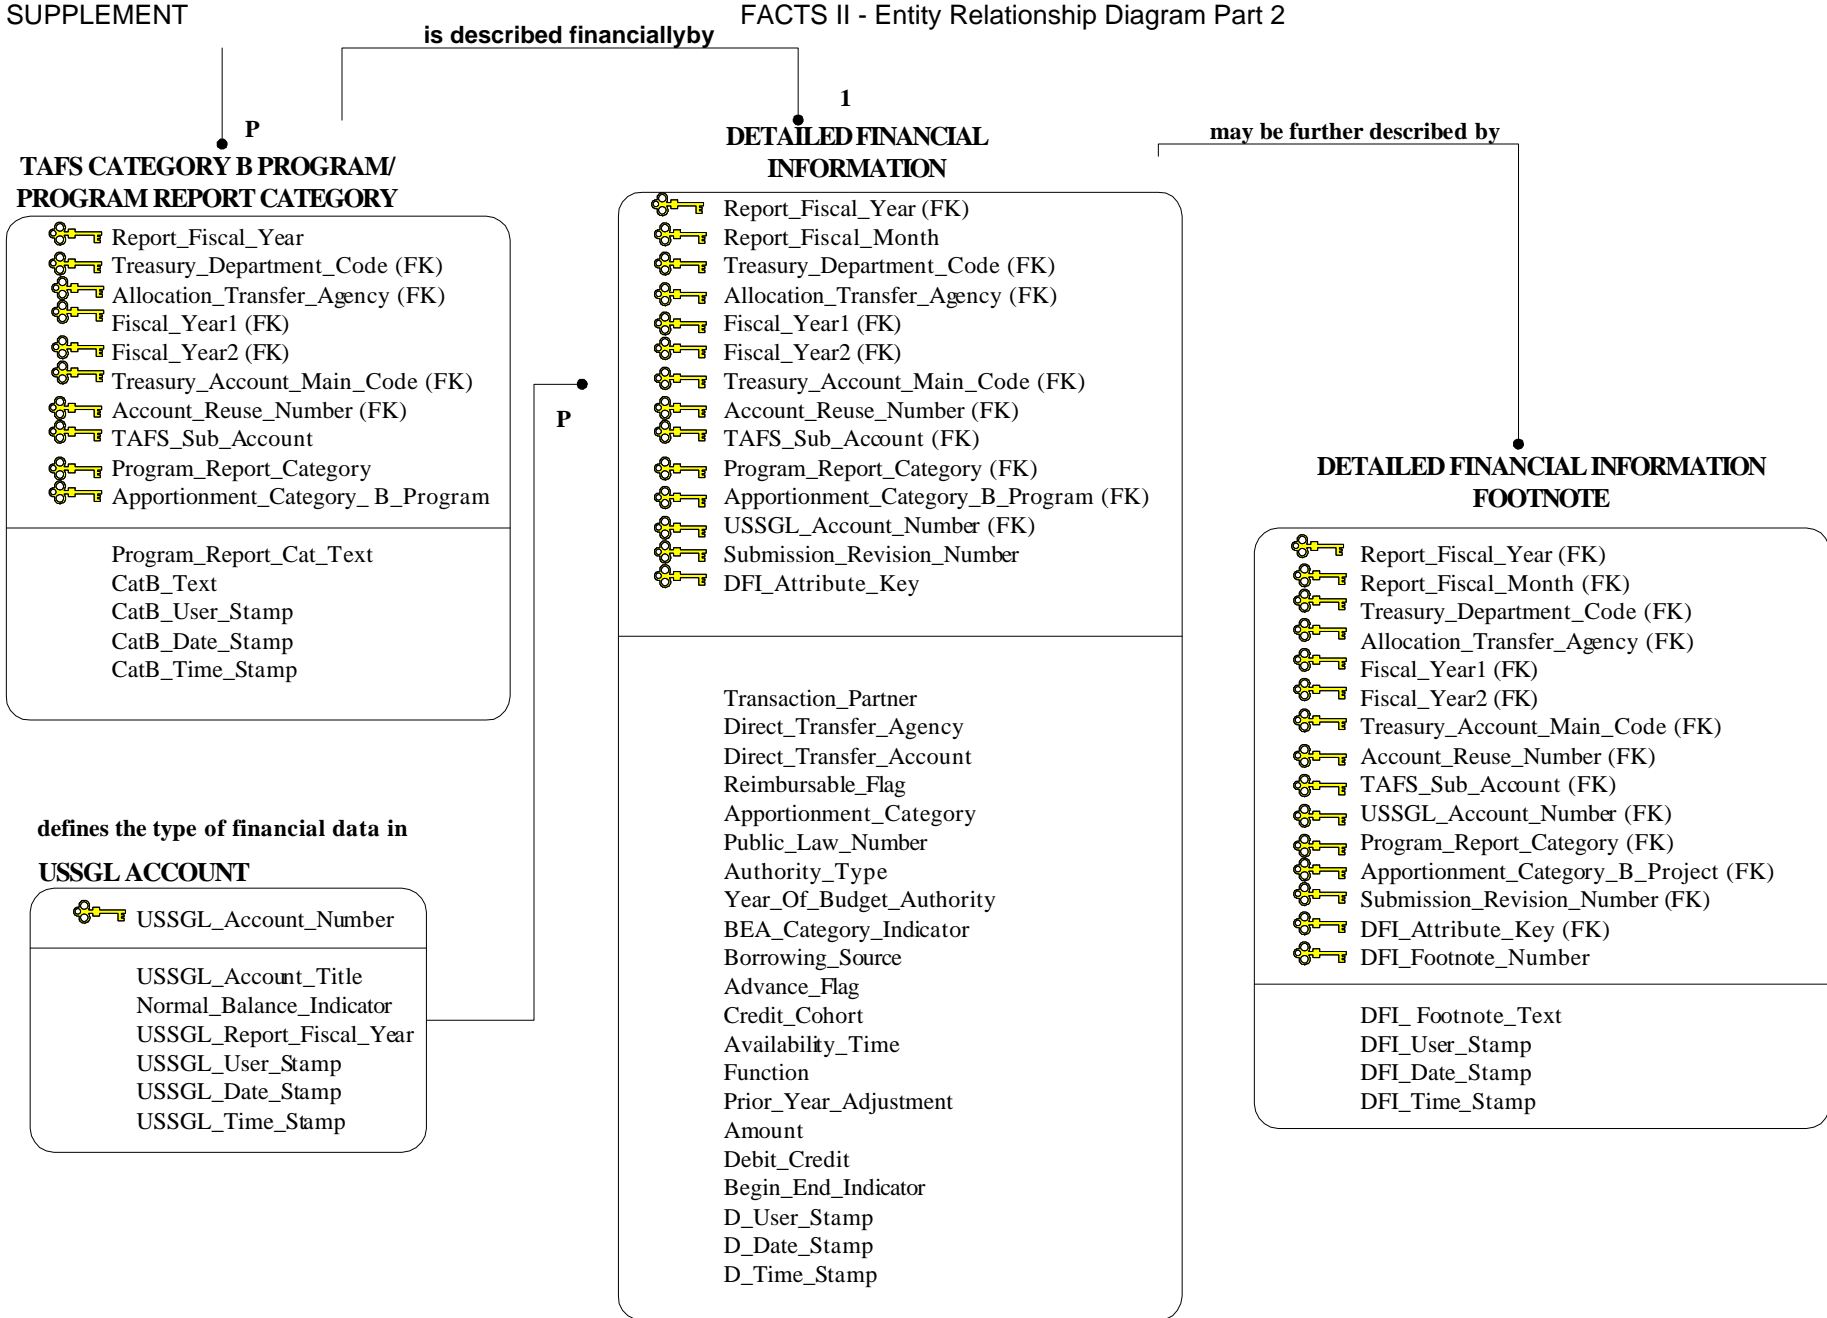 SUPPLEMENT
FACTS II - Entity Relationship Diagram Part 2
is described financiallyby
P
TAFS CATEGORY B PROGRAM/
PROGRAM REPORT CATEGORY
Report_Fiscal_Year
Treasury_Department_Code (FK)
Allocation_Transfer_Agency (FK)
Fiscal_Year1 (FK)
Fiscal_Year2 (FK)
Treasury_Account_Main_Code (FK)
Account_Reuse_Number (FK)
TAFS_Sub_Account
Program_Report_Category
Apportionment_Category_ B_Program
Program_Report_Cat_Text
CatB_Text
CatB_User_Stamp
CatB_Date_Stamp
CatB_Time_Stamp
defines the type of financial data in
USSGL ACCOUNT
USSGL_Account_Number
USSGL_Account_Title
Normal_Balance_Indicator
USSGL_Report_Fiscal_Year
USSGL_User_Stamp
USSGL_Date_Stamp
USSGL_Time_Stamp
P
1
DETAILED FINANCIAL
INFORMATION
Report_Fiscal_Year (FK)
Report_Fiscal_Month
Treasury_Department_Code (FK)
Allocation_Transfer_Agency (FK)
Fiscal_Year1 (FK)
Fiscal_Year2 (FK)
Treasury_Account_Main_Code (FK)
Account_Reuse_Number (FK)
TAFS_Sub_Account (FK)
Program_Report_Category (FK)
Apportionment_Category_B_Program (FK)
USSGL_Account_Number (FK)
Submission_Revision_Number
DFI_Attribute_Key
Transaction_Partner
Direct_Transfer_Agency
Direct_Transfer_Account
Reimbursable_Flag
Apportionment_Category
Public_Law_Number
Authority_Type
Year_Of_Budget_Authority
BEA_Category_Indicator
Borrowing_Source
Advance_Flag
Credit_Cohort
Availability_Time
Function
Prior_Year_Adjustment
Amount
Debit_Credit
Begin_End_Indicator
D_User_Stamp
D_Date_Stamp
D_Time_Stamp
may be further described by
DETAILED FINANCIAL INFORMATION
FOOTNOTE
Report_Fiscal_Year (FK)
Report_Fiscal_Month (FK)
Treasury_Department_Code (FK)
Allocation_Transfer_Agency (FK)
Fiscal_Year1 (FK)
Fiscal_Year2 (FK)
Treasury_Account_Main_Code (FK)
Account_Reuse_Number (FK)
TAFS_Sub_Account (FK)
USSGL_Account_Number (FK)
Program_Report_Category (FK)
Apportionment_Category_B_Project (FK)
Submission_Revision_Number (FK)
DFI_Attribute_Key (FK)
DFI_Footnote_Number
DFI_ Footnote_Text
DFI_User_Stamp
DFI_Date_Stamp
DFI_Time_Stamp